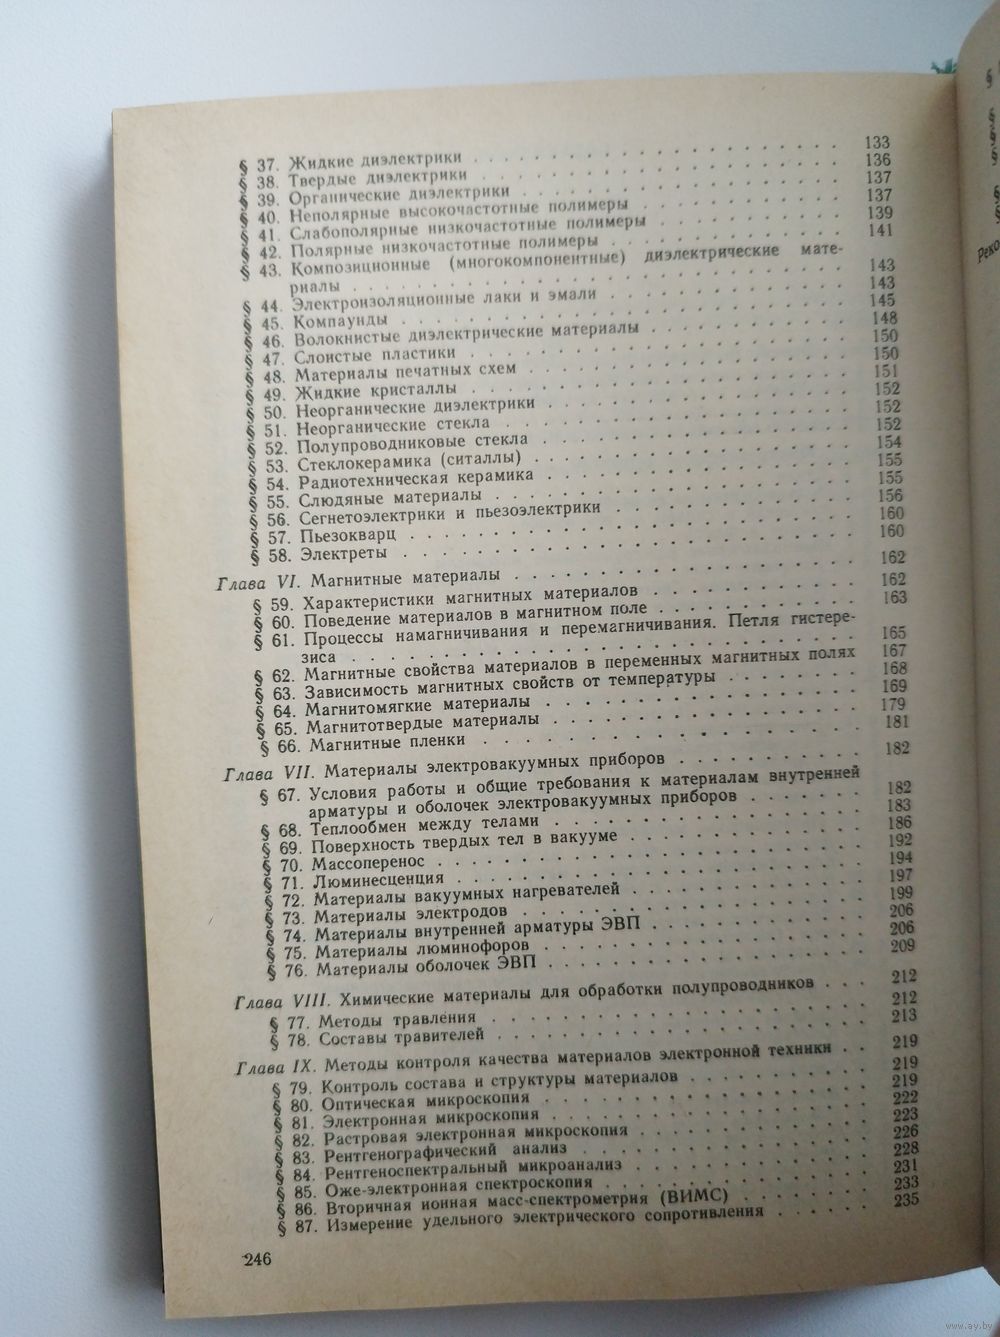 § 37. Жидкие диэлектрики . . . . . . . . . . . . . . . . . 133
§ 38. Твердые диэлектрики . . . . . . . . . . . . . . . . . 136
§ 39. Органические диэлектрики . . . . . . . . . . . . . . . 137
§ 40. Неполярные высокочастотные полимеры . . . . . . . . . . 137
§ 41. Слабополярные низкочастотные полимеры . . . . . . . . . 139
§ 42. Полярные низкочастотные полимеры . . . . . . . . . . . 141
§ 43. Композиционные (многокомпонентные) диэлектрические мате-
риалы . . . . . . . . . . . . . . . . . . . . . . . 143
§ 44. Электроизоляционные лаки и эмали . . . . . . . . . . . 143
§ 45. Компаунды . . . . . . . . . . . . . . . . . . . . . 145
§ 46. Волокнистые диэлектрические материалы . . . . . . . . . 148
§ 47. Слоистые пластики . . . . . . . . . . . . . . . . . . 150
§ 48. Материалы печатных схем . . . . . . . . . . . . . . . 150
§ 49. Жидкие кристаллы . . . . . . . . . . . . . . . . . . 151
§ 50. Неорганические диэлектрики . . . . . . . . . . . . . . 152
§ 51. Неорганические стекла . . . . . . . . . . . . . . . . 152
§ 52. Полупроводниковые стекла . . . . . . . . . . . . . . . 152
§ 53. Стеклокерамика (ситаллы) . . . . . . . . . . . . . . . 154
§ 54. Радиотехническая керамика . . . . . . . . . . . . . . 155
§ 55. Слюдяные материалы . . . . . . . . . . . . . . . . . 155
§ 56. Сегнетоэлектрики и пьезоэлектрики . . . . . . . . . . . 156
§ 57. Пьезокварц . . . . . . . . . . . . . . . . . . . . . 160
§ 58. Электреты . . . . . . . . . . . . . . . . . . . . . 160
Глава VI. Магнитные материалы . . . . . . . . . . . . . . . . 162
§ 59. Характеристики магнитных материалов . . . . . . . . . . 162
§ 60. Поведение материалов в магнитном поле . . . . . . . . . 163
§ 61. Процессы намагничивания и перемагничивания. Петля гистере-
зиса . . . . . . . . . . . . . . . . . . . . . . . 165
§ 62. Магнитные свойства материалов в переменных магнитных полях 167
§ 63. Зависимость магнитных свойств от температуры . . . . . . . 168
§ 64. Магнитомягкие материалы . . . . . . . . . . . . . . . 169
§ 65. Магнитотвердые материалы . . . . . . . . . . . . . . . 179
§ 66. Магнитные пленки . . . . . . . . . . . . . . . . . . 181
Глава VII. Материалы электровакуумных приборов . . . . . . . . . 182
§ 67. Условия работы и общие требования к материалам внутренней
арматуры и оболочек электровакуумных приборов . . . . . . . 182
§ 68. Теплообмен между телами . . . . . . . . . . . . . . . 183
§ 69. Поверхность твердых тел в вакууме . . . . . . . . . . . 186
§ 70. Массоперенос . . . . . . . . . . . . . . . . . . . . 192
§ 71. Люминесценция . . . . . . . . . . . . . . . . . . . 194
§ 72. Материалы вакуумных нагревателей . . . . . . . . . . . 197
§ 73. Материалы электродов . . . . . . . . . . . . . . . . 199
§ 74. Материалы внутренней арматуры ЭВП . . . . . . . . . . . 206
§ 75. Материалы люминофоров . . . . . . . . . . . . . . . . 206
§ 76. Материалы оболочек ЭВП . . . . . . . . . . . . . . . . 209
Глава VIII. Химические материалы для обработки полупроводников . . . 212
§ 77. Методы травления . . . . . . . . . . . . . . . . . . 212
§ 78. Составы травителей . . . . . . . . . . . . . . . . . 213
Глава IX. Методы контроля качества материалов электронной техники . . 219
§ 79. Контроль состава и структуры материалов . . . . . . . . . 219
§ 80. Оптическая микроскопия . . . . . . . . . . . . . . . . 219
§ 81. Электронная микроскопия . . . . . . . . . . . . . . . 222
§ 82. Растровая электронная микроскопия . . . . . . . . . . . 223
§ 83. Рентгенографический анализ . . . . . . . . . . . . . . 226
§ 84. Рентгеноспектральный микроанализ . . . . . . . . . . . 228
§ 85. Оже-электронная спектроскопия . . . . . . . . . . . . . 231
§ 86. Вторичная ионная масс-спектрометрия (ВИМС) . . . . . . . 233
§ 87. Измерение удельного электрического сопротивления . . . . . . 235
246
Реко
www.ay.by